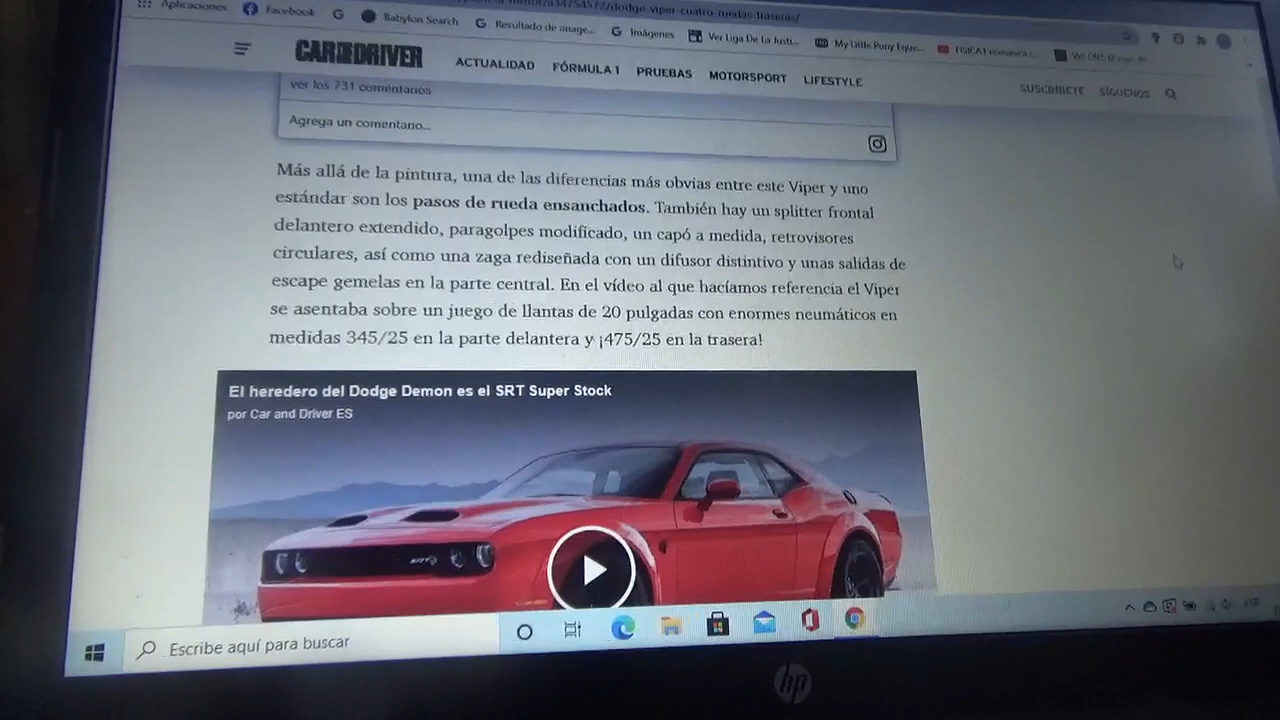 /dodge-viper-cuatro-ruedas-traseras/
Aplicaciones
Facebook
Babylon Search
Resultado de image...
Imágenes
Ver Liga De La Justi...
My Little Pony Eque...
CAR AND DRIVER
ACTUALIDAD
FÓRMULA 1
PRUEBAS
MOTORSPORT
LIFESTYLE
SUSCRÍBETE
SÍGUENOS
ver los 731 comentarios
Agrega un comentario...
Más allá de la pintura, una de las diferencias más obvias entre este Viper y uno
estándar son los pasos de rueda ensanchados. También hay un splitter frontal
delantero extendido, paragolpes modificado, un capó a medida, retrovisores
circulares, así como una zaga rediseñada con un difusor distintivo y unas salidas de
escape gemelas en la parte central. En el vídeo al que hacíamos referencia el Viper
se asentaba sobre un juego de llantas de 20 pulgadas con enormes neumáticos en
medidas 345/25 en la parte delantera y ¡475/25 en la trasera!
El heredero del Dodge Demon es el SRT Super Stock
por Car and Driver ES
Escribe aquí para buscar
hp